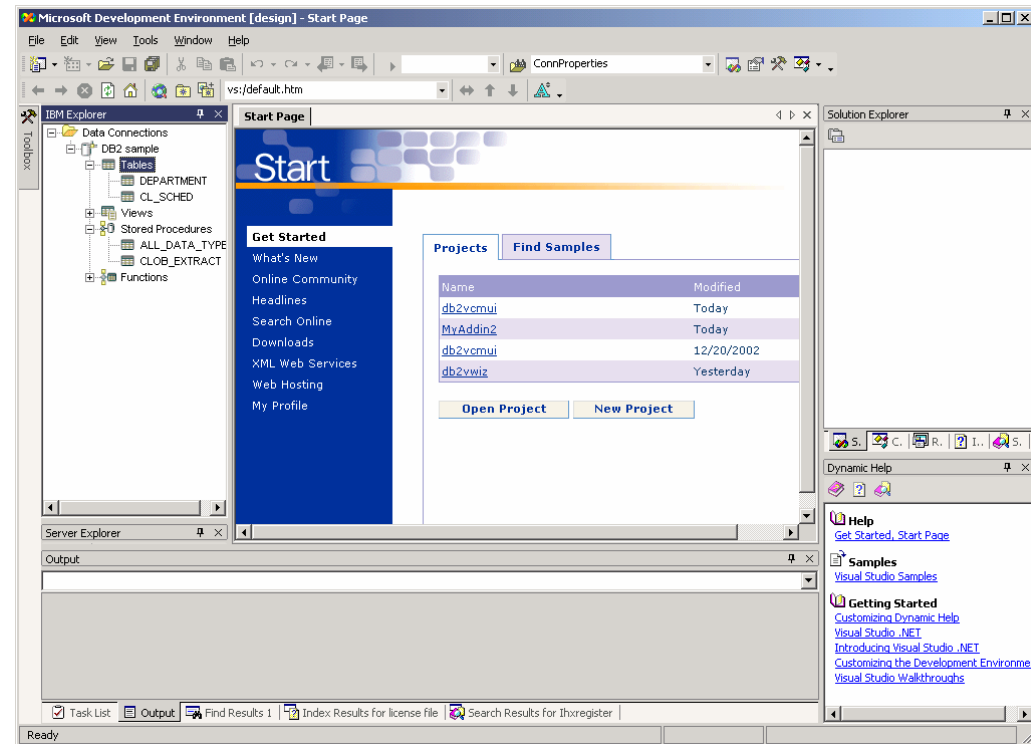 Microsoft Development Environment [design] - Start Page
File Edit View Tools Window Help
ConnProperties
vs:/default.htm
Toolbox
IBM Explorer
Data Connections
DB2 sample
Tables
DEPARTMENT
CL_SCHED
Views
Stored Procedures
ALL_DATA_TYPE
CLOB_EXTRACT
Functions
Server Explorer
Start Page
Start
Get Started
What's New
Online Community
Headlines
Search Online
Downloads
XML Web Services
Web Hosting
My Profile
Projects Find Samples
Name Modified
db2vcmui Today
MyAddin2 Today
db2vcmui 12/20/2002
db2vwiz Yesterday
Open Project New Project
Solution Explorer
S. C. R. I.. S.
Dynamic Help
Help
Get Started, Start Page
Samples
Visual Studio Samples
Getting Started
Customizing Dynamic Help
Visual Studio .NET
Introducing Visual Studio .NET
Customizing the Development Environme
Visual Studio Walkthroughs
Output
Task List Output Find Results 1 Index Results for license file Search Results for Ihxregister
Ready